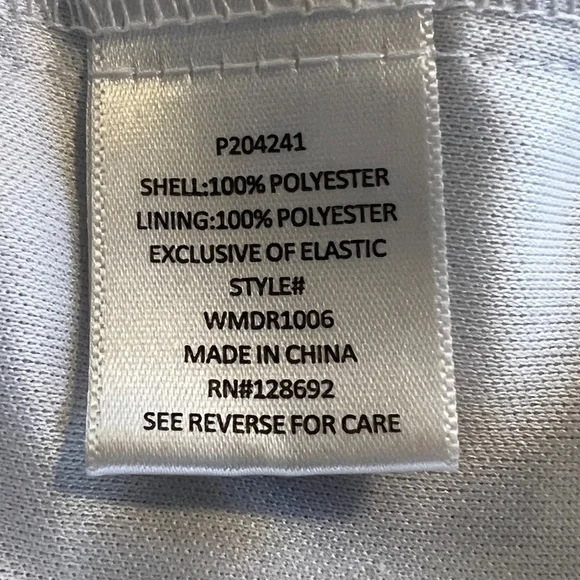 P204241
SHELL:100% POLYESTER
LINING:100% POLYESTER
EXCLUSIVE OF ELASTIC
STYLE#
WMDR1006
MADE IN CHINA
RN#128692
SEE REVERSE FOR CARE